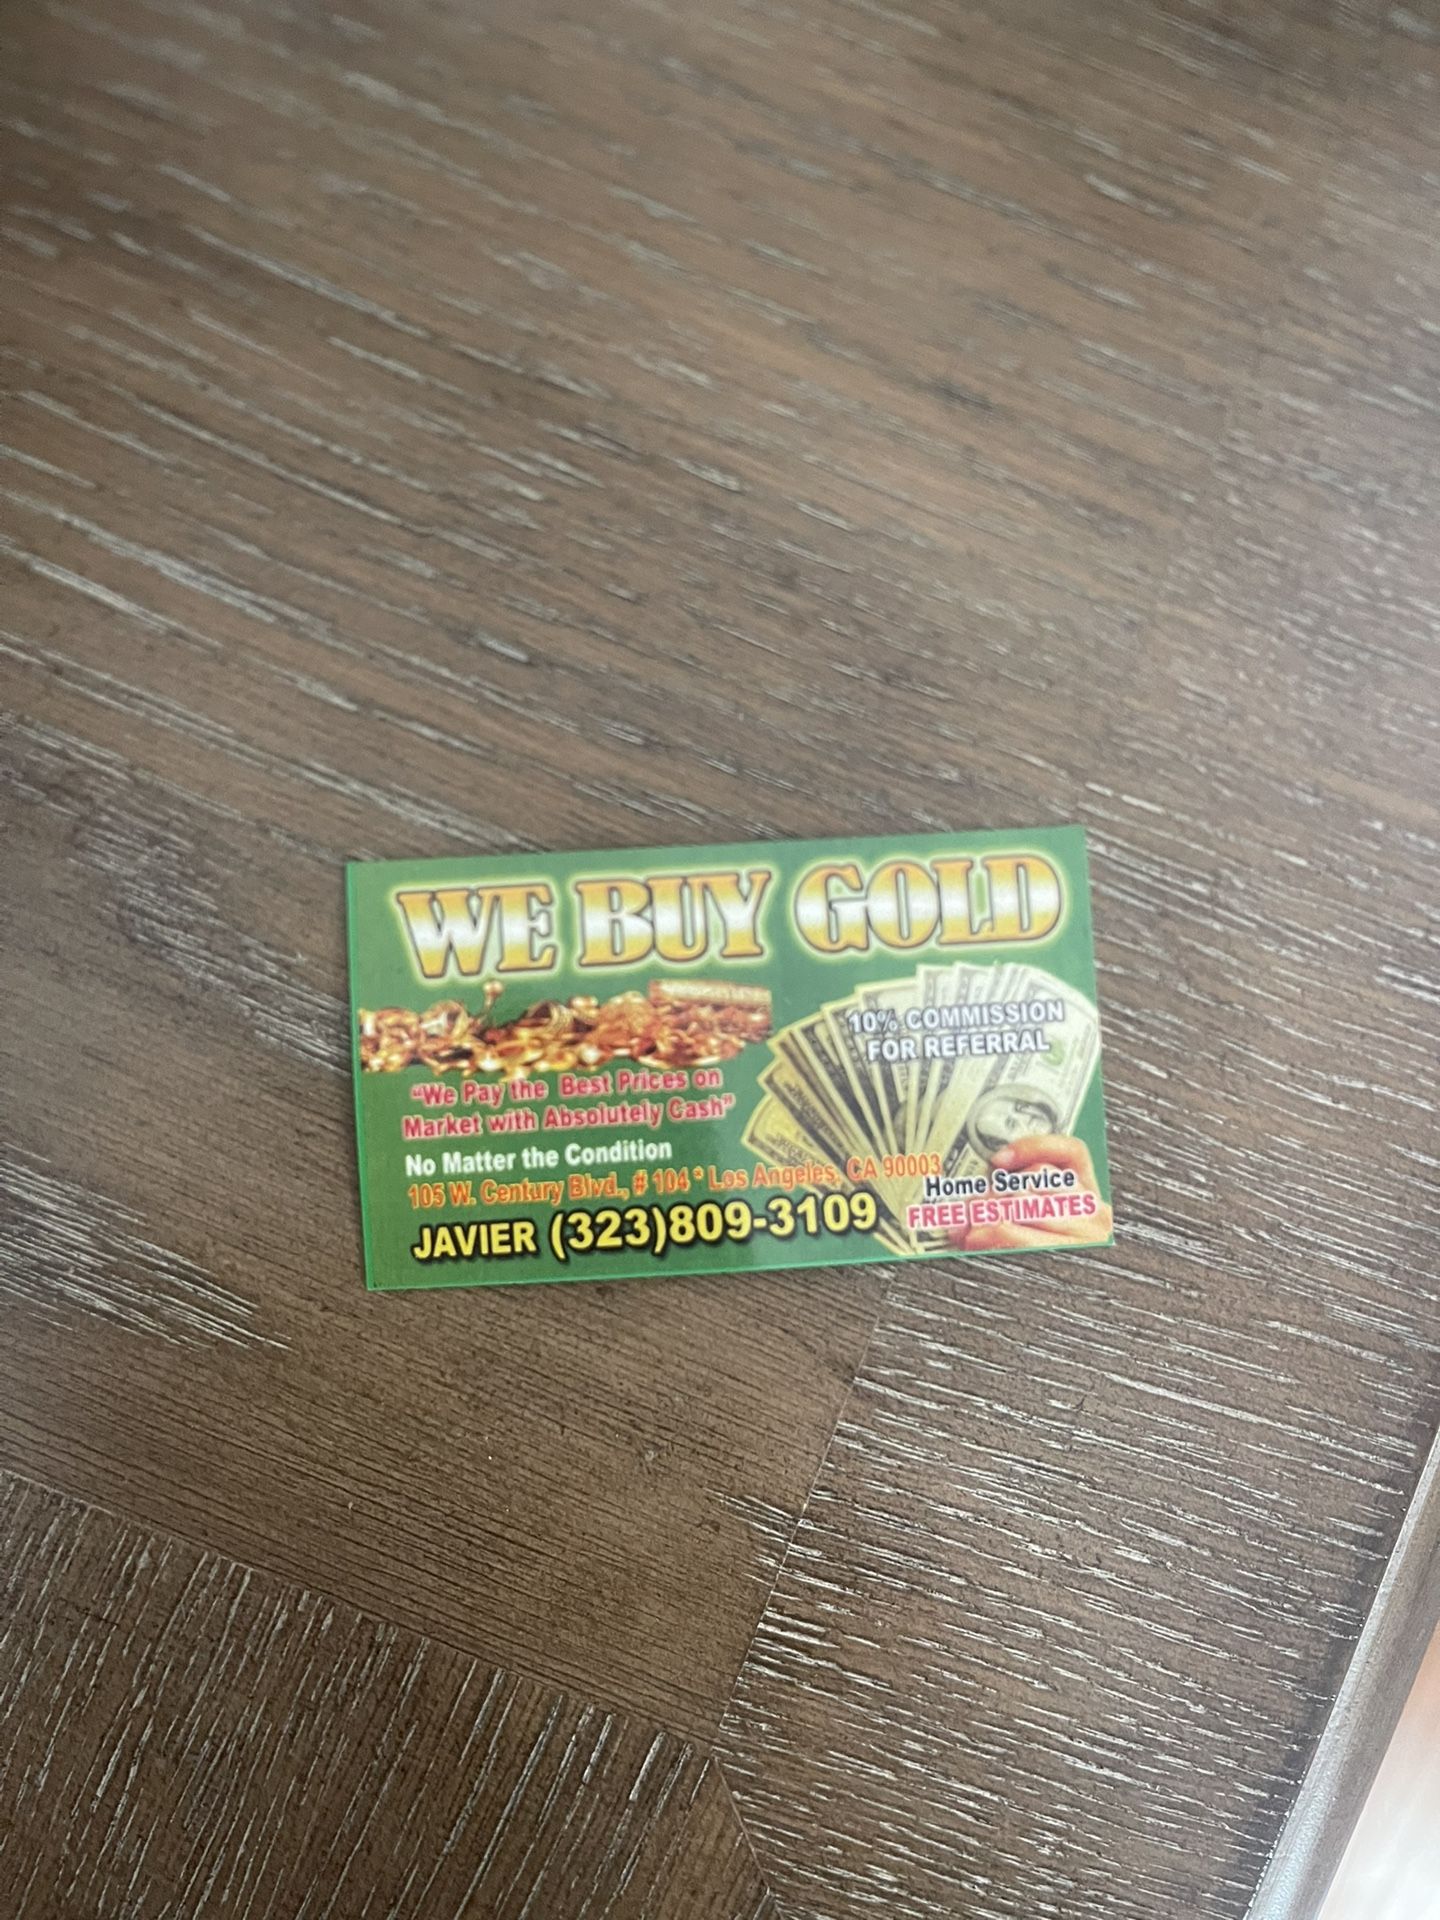 WE BUY GOLD
10% COMMISSION
FOR REFERRAL
"We Pay the Best Prices on
Market with Absolutely Cash"
No Matter the Condition
105 W. Century Blvd., # 104 * Los Angeles, CA 90003
JAVIER (323)809-3109
Home Service
FREE ESTIMATES